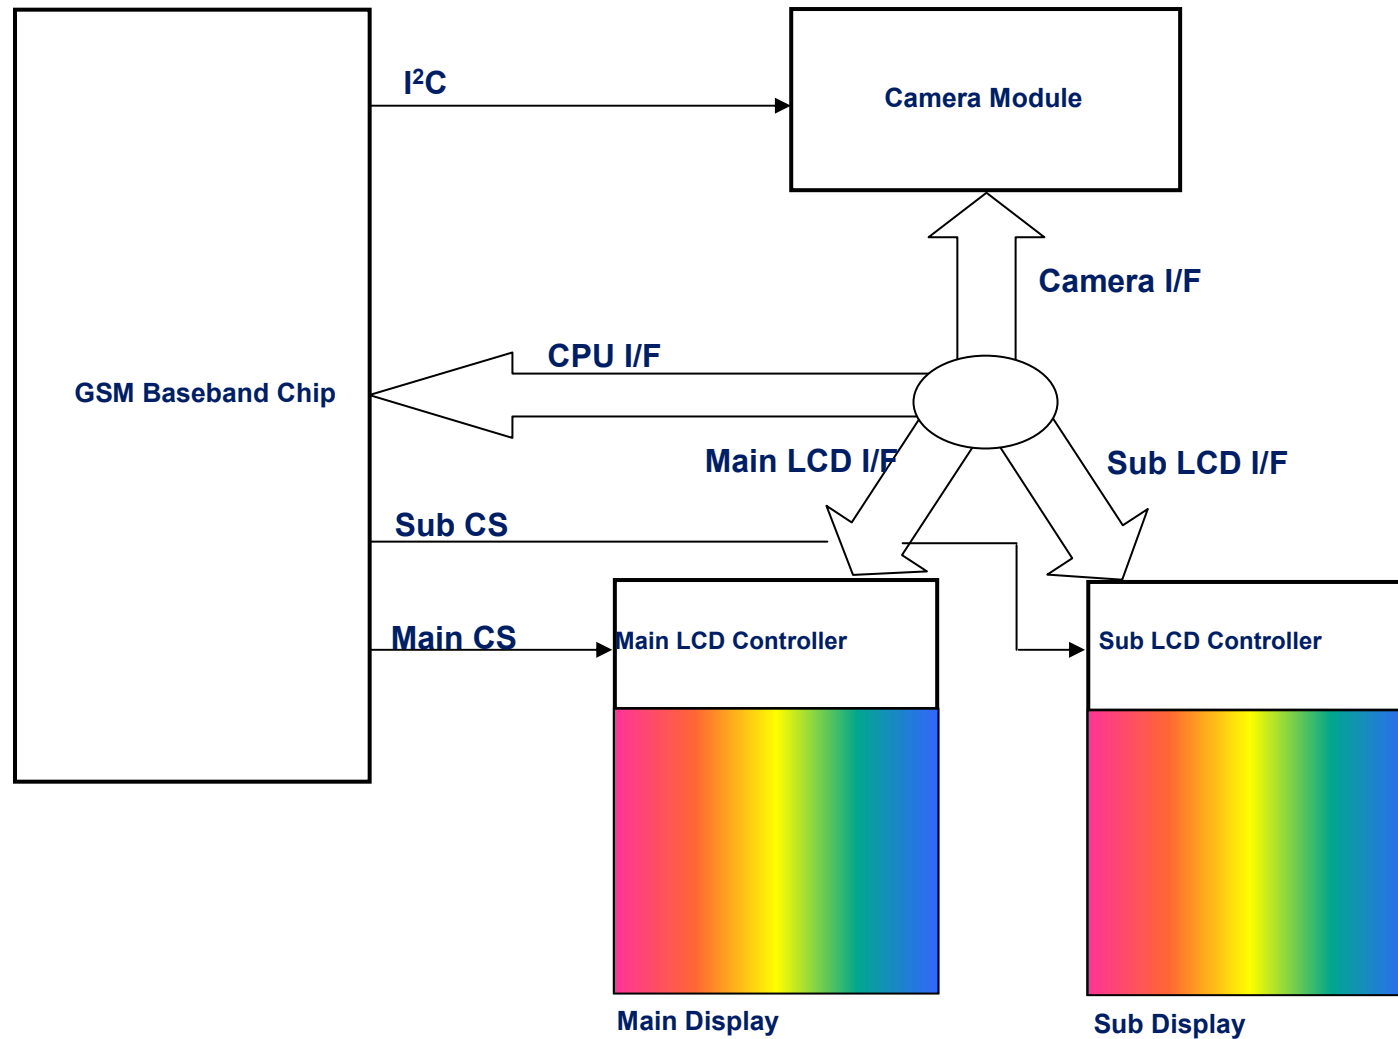 I²C
Camera Module
Camera I/F
CPU I/F
GSM Baseband Chip
Main LCD I/F
Sub LCD I/F
Sub CS
Main CS
Main LCD Controller
Sub LCD Controller
Main Display
Sub Display